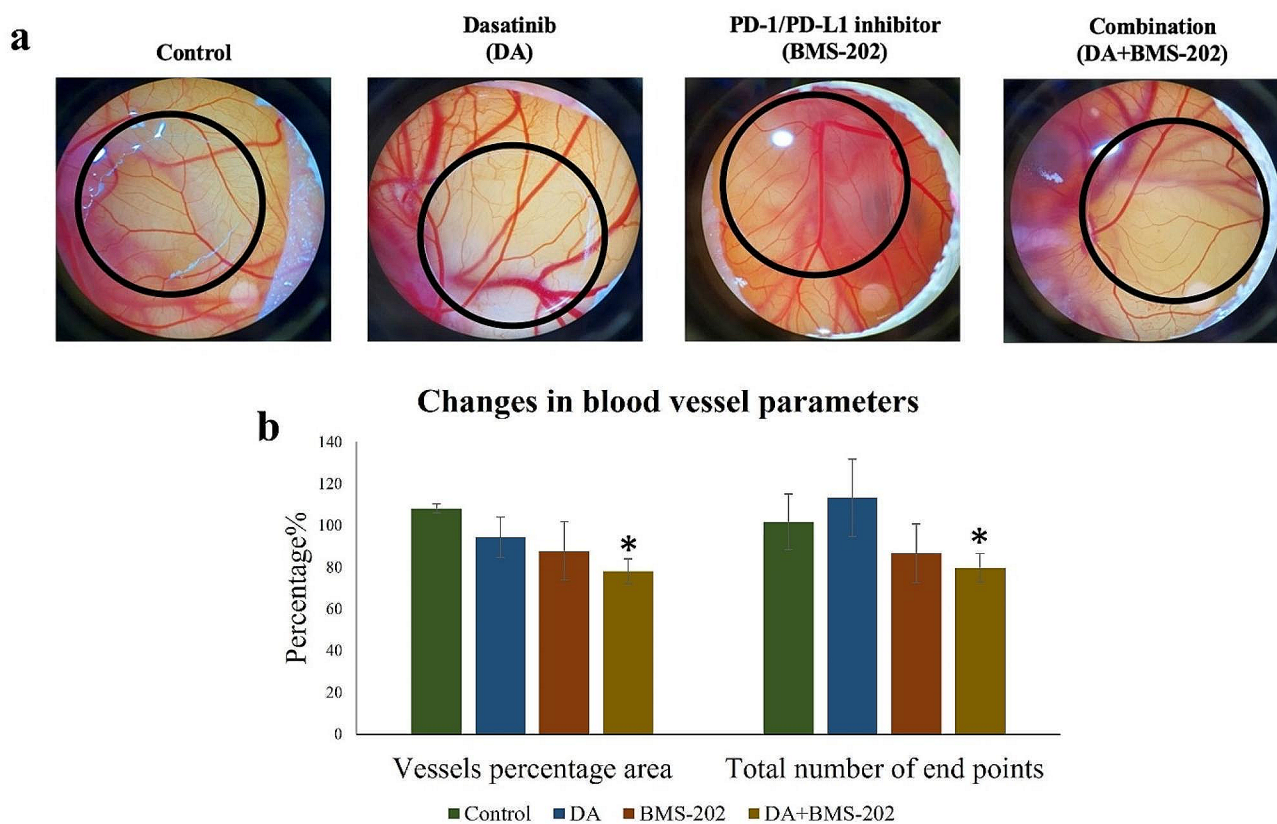 a
Control
Dasatinib
(DA)
PD-1/PD-L1 inhibitor
(BMS-202)
Combination
(DA+BMS-202)
b
Changes in blood vessel parameters
Percentage%
140
120
100
80
60
40
20
0
*
*
Vessels percentage area
Total number of end points
Control
DA
BMS-202
DA+BMS-202